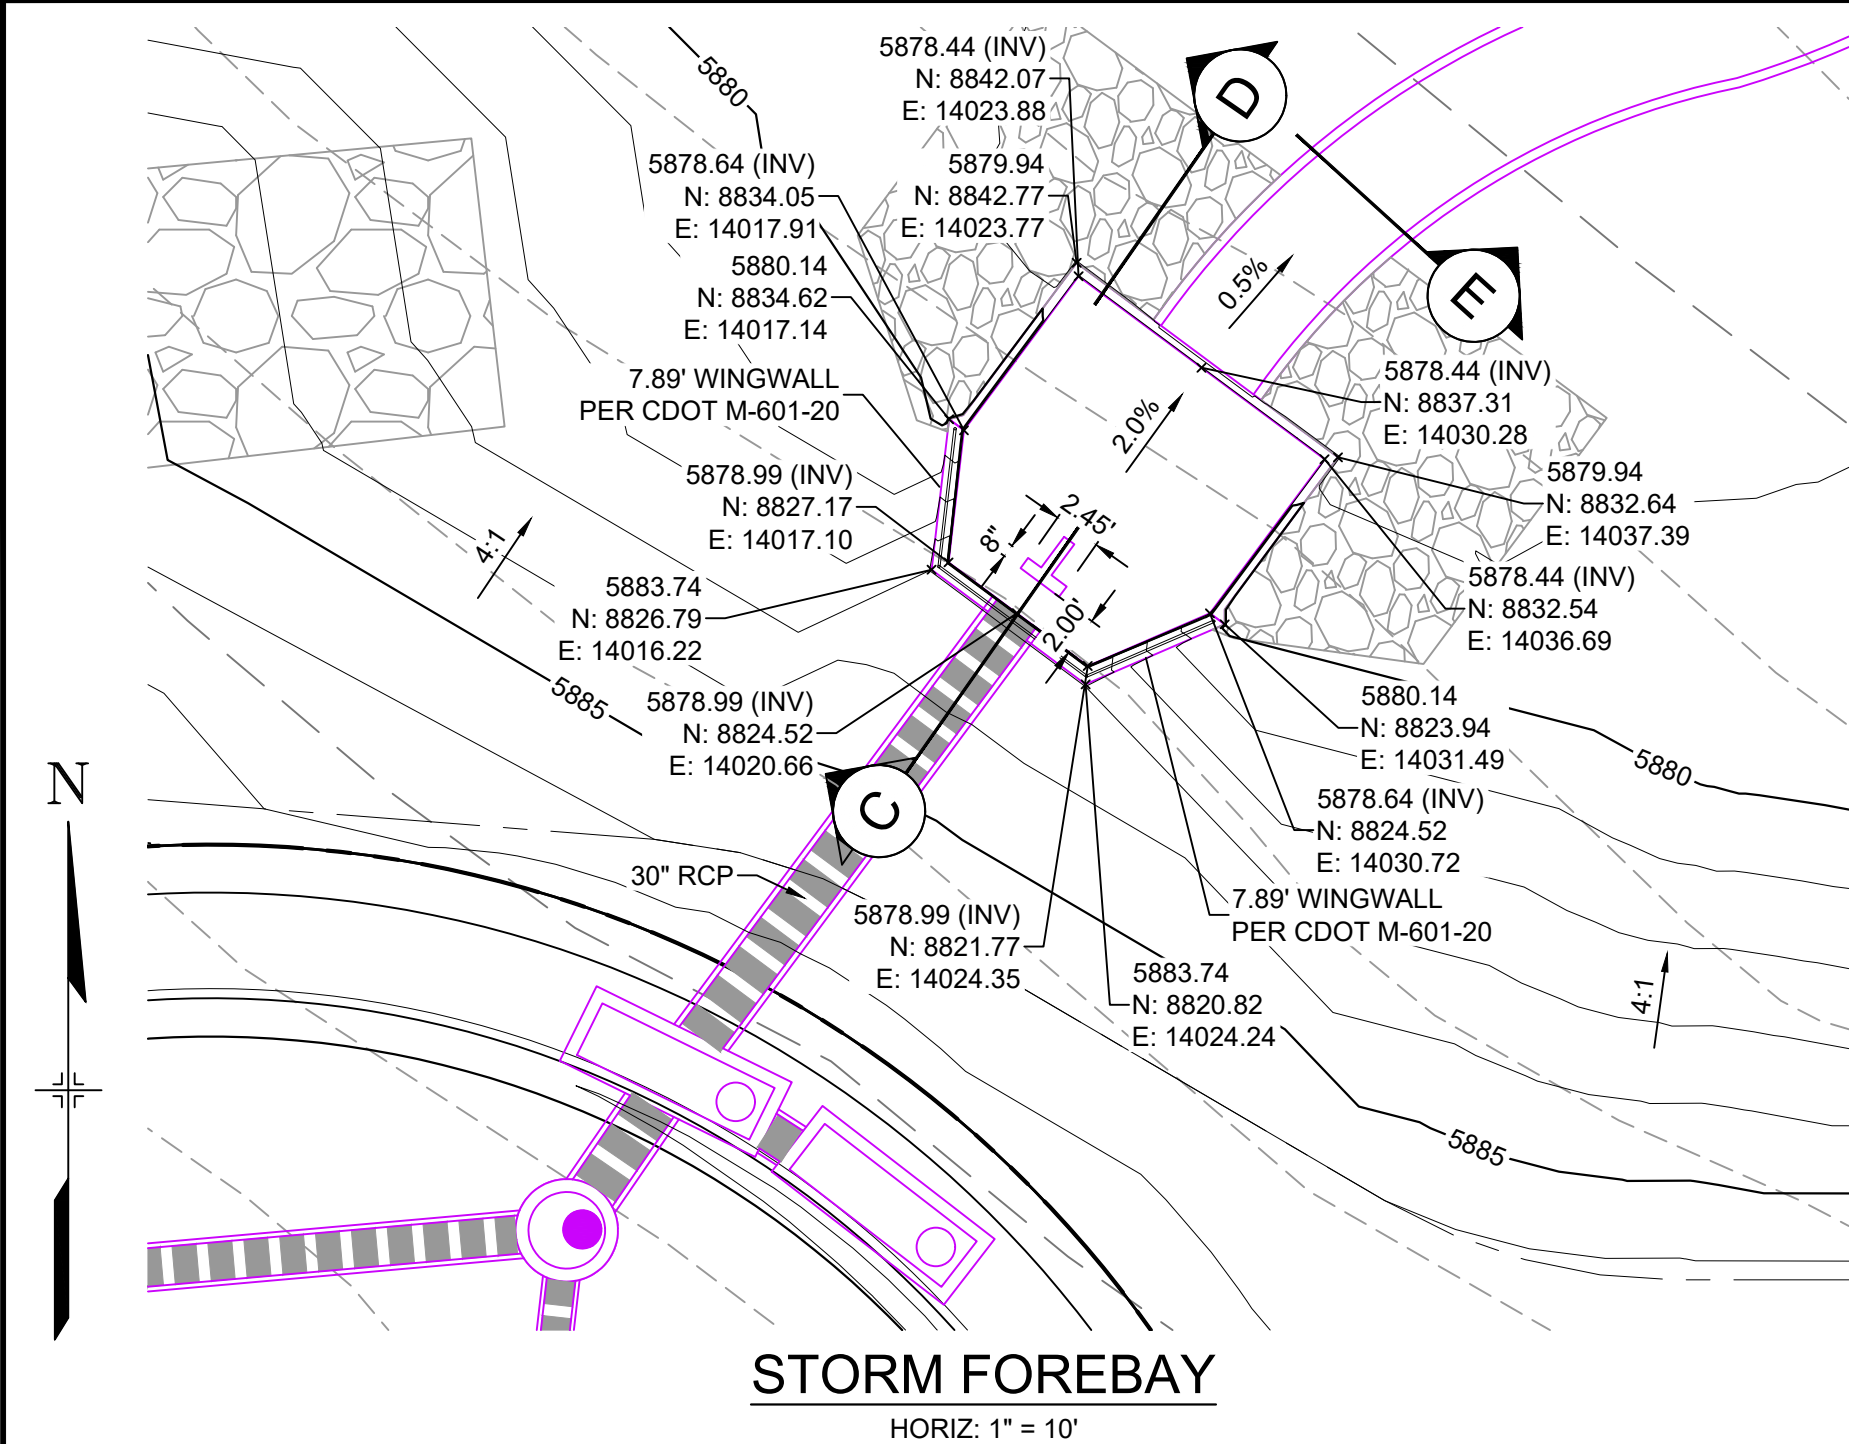 5880
5878.44 (INV)
N: 8842.07
E: 14023.88
D
5878.64 (INV)
N: 8834.05
E: 14017.91
5879.94
N: 8842.77
E: 14023.77
5880.14
N: 8834.62
E: 14017.14
0.5%
E
7.89' WINGWALL
PER CDOT M-601-20
5878.44 (INV)
N: 8837.31
E: 14030.28
2.0%
5878.99 (INV)
N: 8827.17
E: 14017.10
5879.94
N: 8832.64
E: 14037.39
2.45'
8"
4:1
5883.74
N: 8826.79
E: 14016.22
5878.44 (INV)
N: 8832.54
E: 14036.69
2.00'
5885
5878.99 (INV)
N: 8824.52
E: 14020.66
5880.14
N: 8823.94
E: 14031.49
5880
N
C
5878.64 (INV)
N: 8824.52
E: 14030.72
30" RCP
7.89' WINGWALL
PER CDOT M-601-20
5878.99 (INV)
N: 8821.77
E: 14024.35
5883.74
N: 8820.82
E: 14024.24
4:1
5885
STORM FOREBAY
HORIZ: 1" = 10'